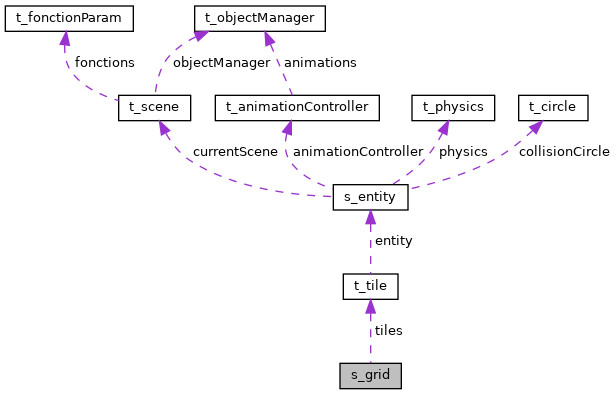 t_fonctionParam
t_objectManager
fonctions
objectManager
animations
t_scene
t_animationController
t_physics
t_circle
currentScene
animationController
physics
collisionCircle
s_entity
entity
t_tile
tiles
s_grid